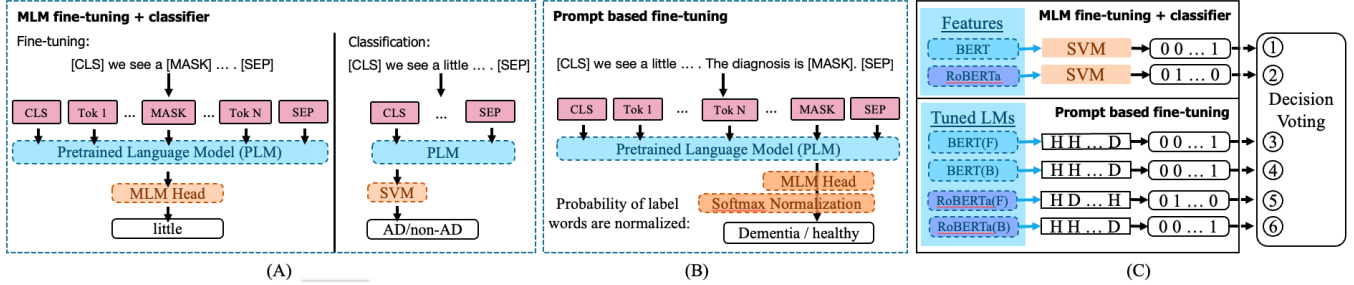 MLM fine-tuning + classifier
Fine-tuning:
[CLS] we see a [MASK] ... . [SEP]
CLS Tok 1 ... MASK ... Tok N SEP
Pretrained Language Model (PLM)
MLM Head
little
Classification:
[CLS] we see a little ... . [SEP]
CLS ... SEP
PLM
SVM
AD/non-AD
(A)
Prompt based fine-tuning
[CLS] we see a little ... . The diagnosis is [MASK]. [SEP]
CLS Tok 1 ... Tok N ... MASK SEP
Pretrained Language Model (PLM)
MLM Head
Softmax Normalization
Probability of label
words are normalized:
Dementia / healthy
(B)
MLM fine-tuning + classifier
Features
BERT SVM 0 0 ... 1 1
RoBERTa SVM 0 1 ... 0 2
Prompt based fine-tuning
Tuned LMs
BERT(F) H H ... D 0 0 ... 1 3
BERT(B) H H ... D 0 0 ... 1 4
RoBERTa(F) H D ... H 0 1 ... 0 5
RoBERTa(B) H H ... D 0 0 ... 1 6
Decision
Voting
(C)